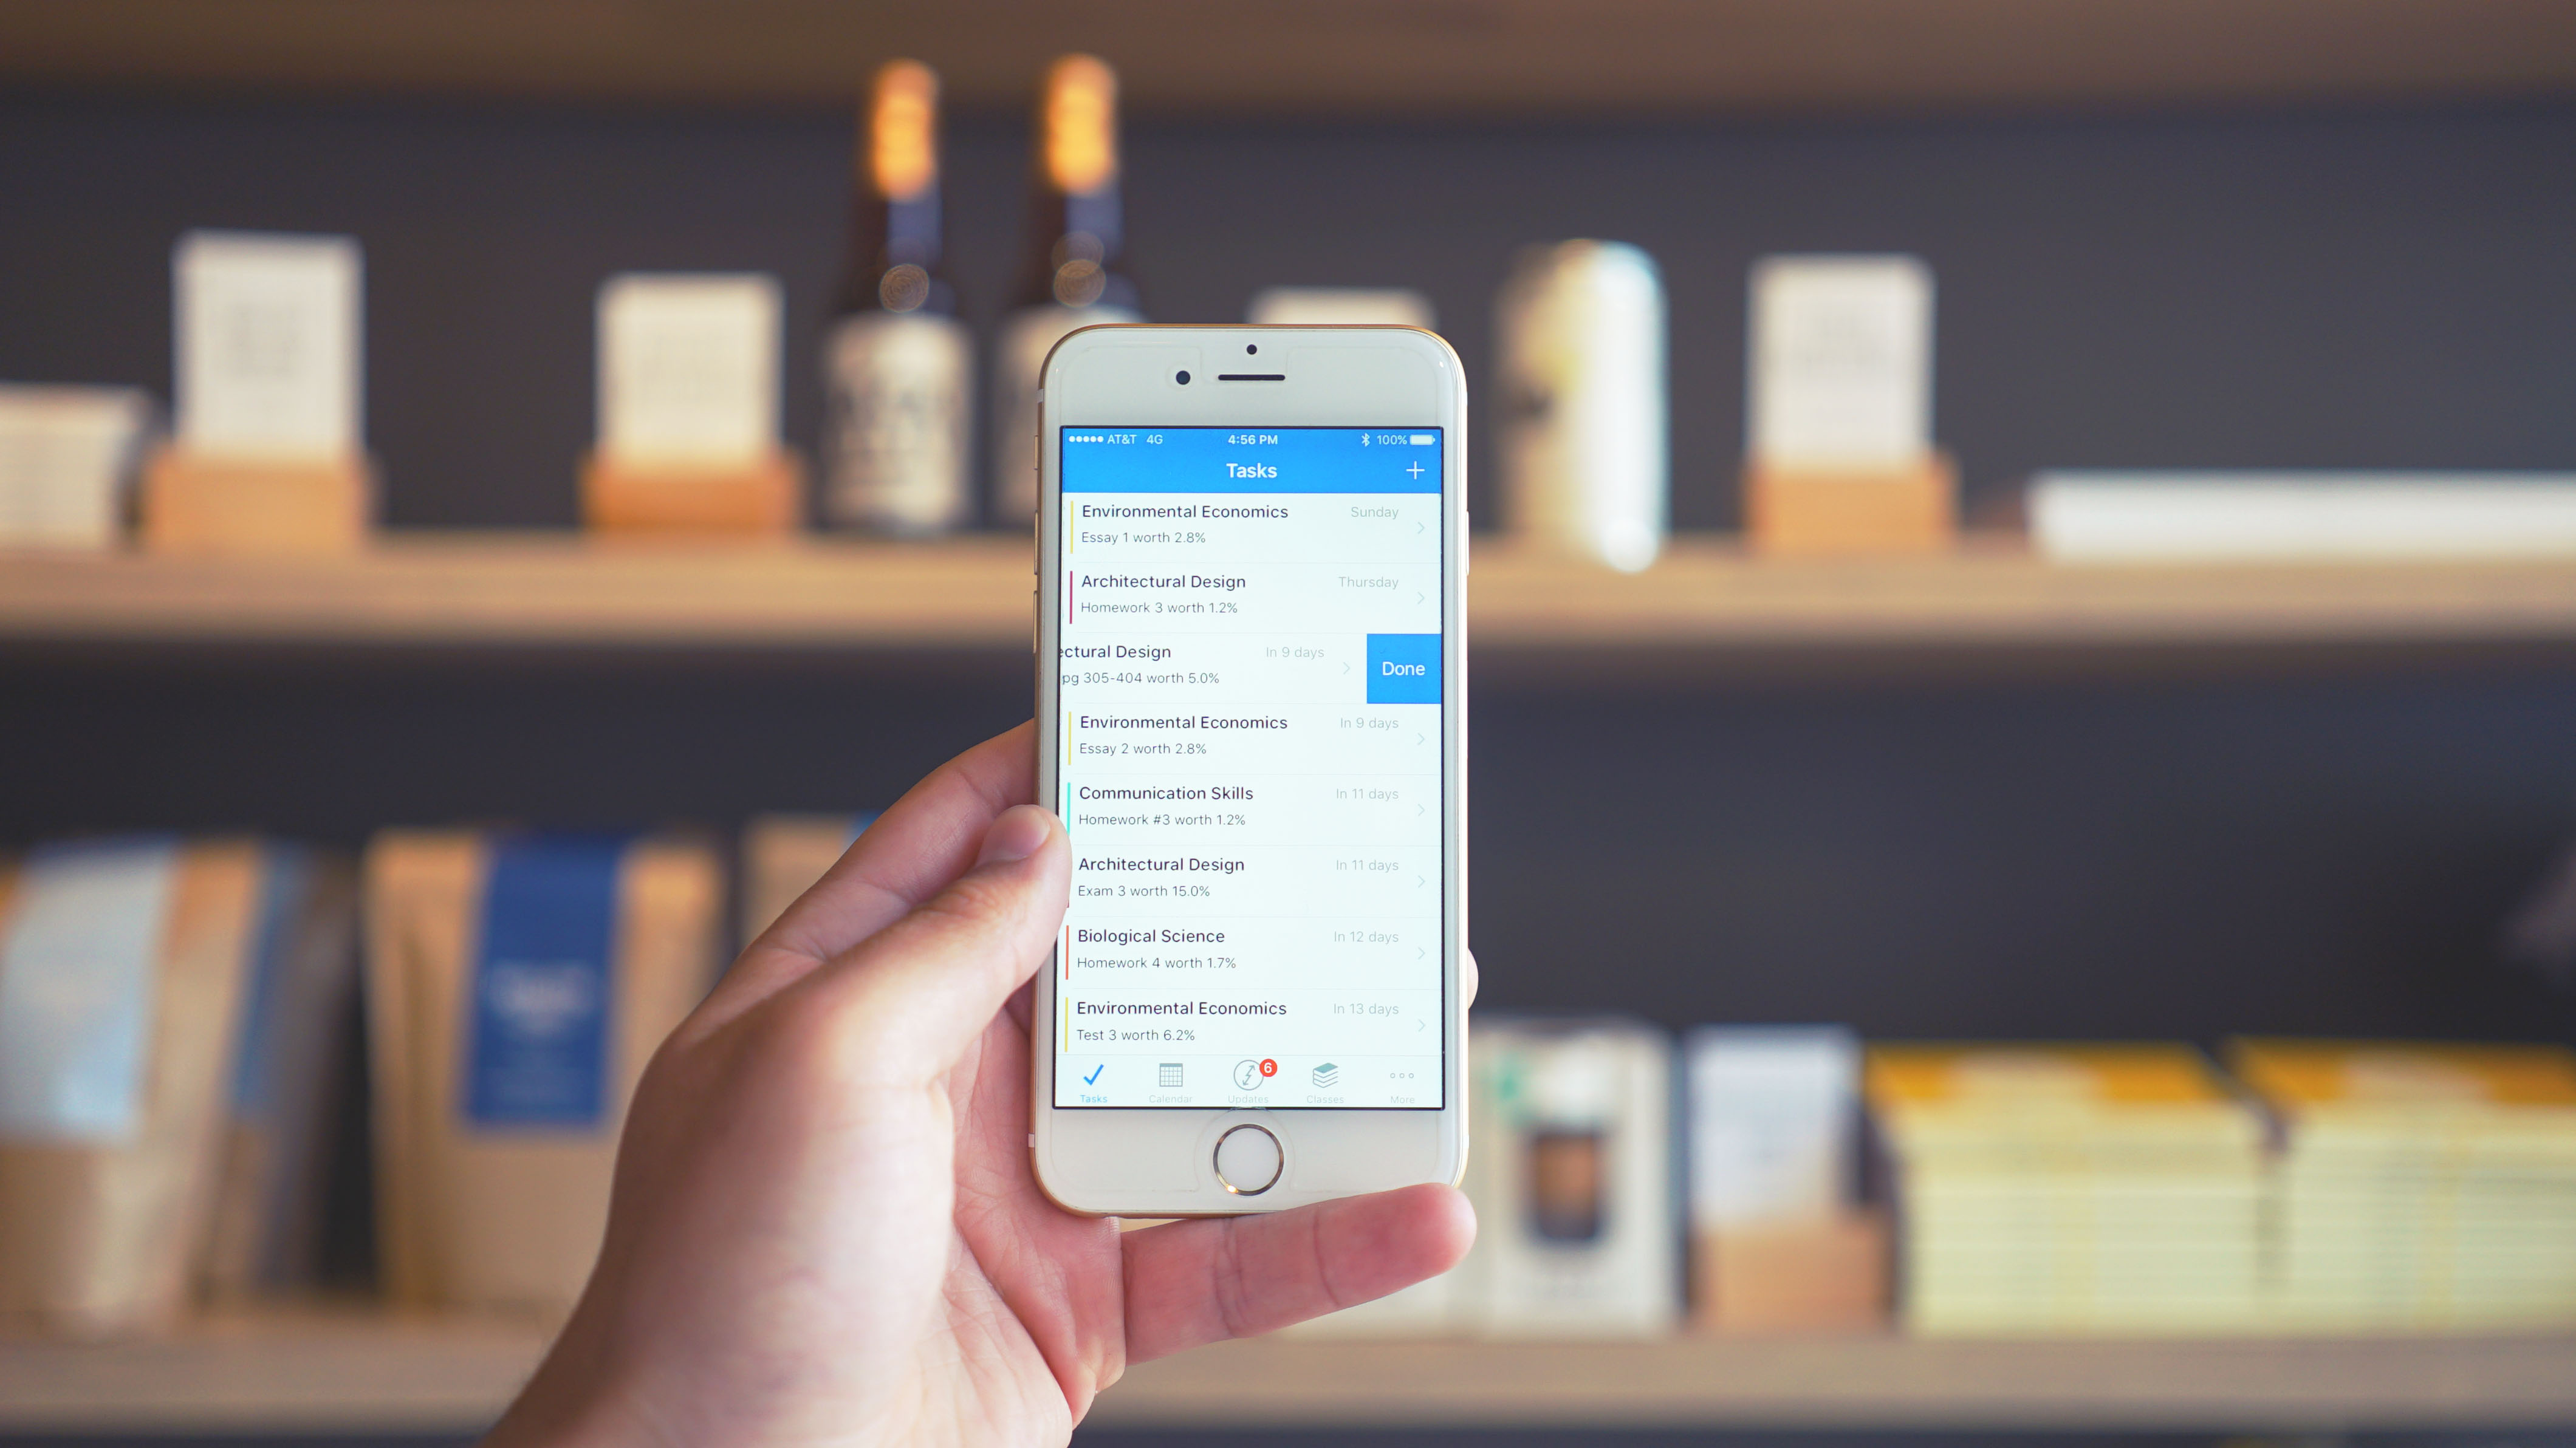 ●●●●● AT&T 4G 4:56 PM 100%
Tasks +
Environmental Economics Sunday
Essay 1 worth 2.8%
Architectural Design Thursday
Homework 3 worth 1.2%
ectural Design In 9 days
pg 305-404 worth 5.0%
Done
Environmental Economics In 9 days
Essay 2 worth 2.8%
Communication Skills In 11 days
Homework #3 worth 1.2%
Architectural Design In 11 days
Exam 3 worth 15.0%
Biological Science In 12 days
Homework 4 worth 1.7%
Environmental Economics In 13 days
Test 3 worth 6.2%
6
Tasks Calendar Updates Classes More